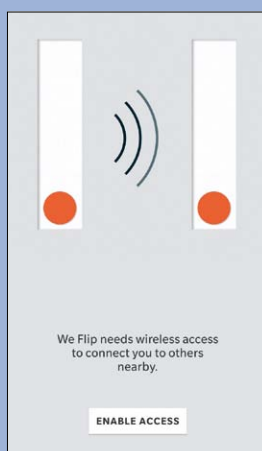 We Flip needs wireless access
to connect you to others
nearby.
ENABLE ACCESS